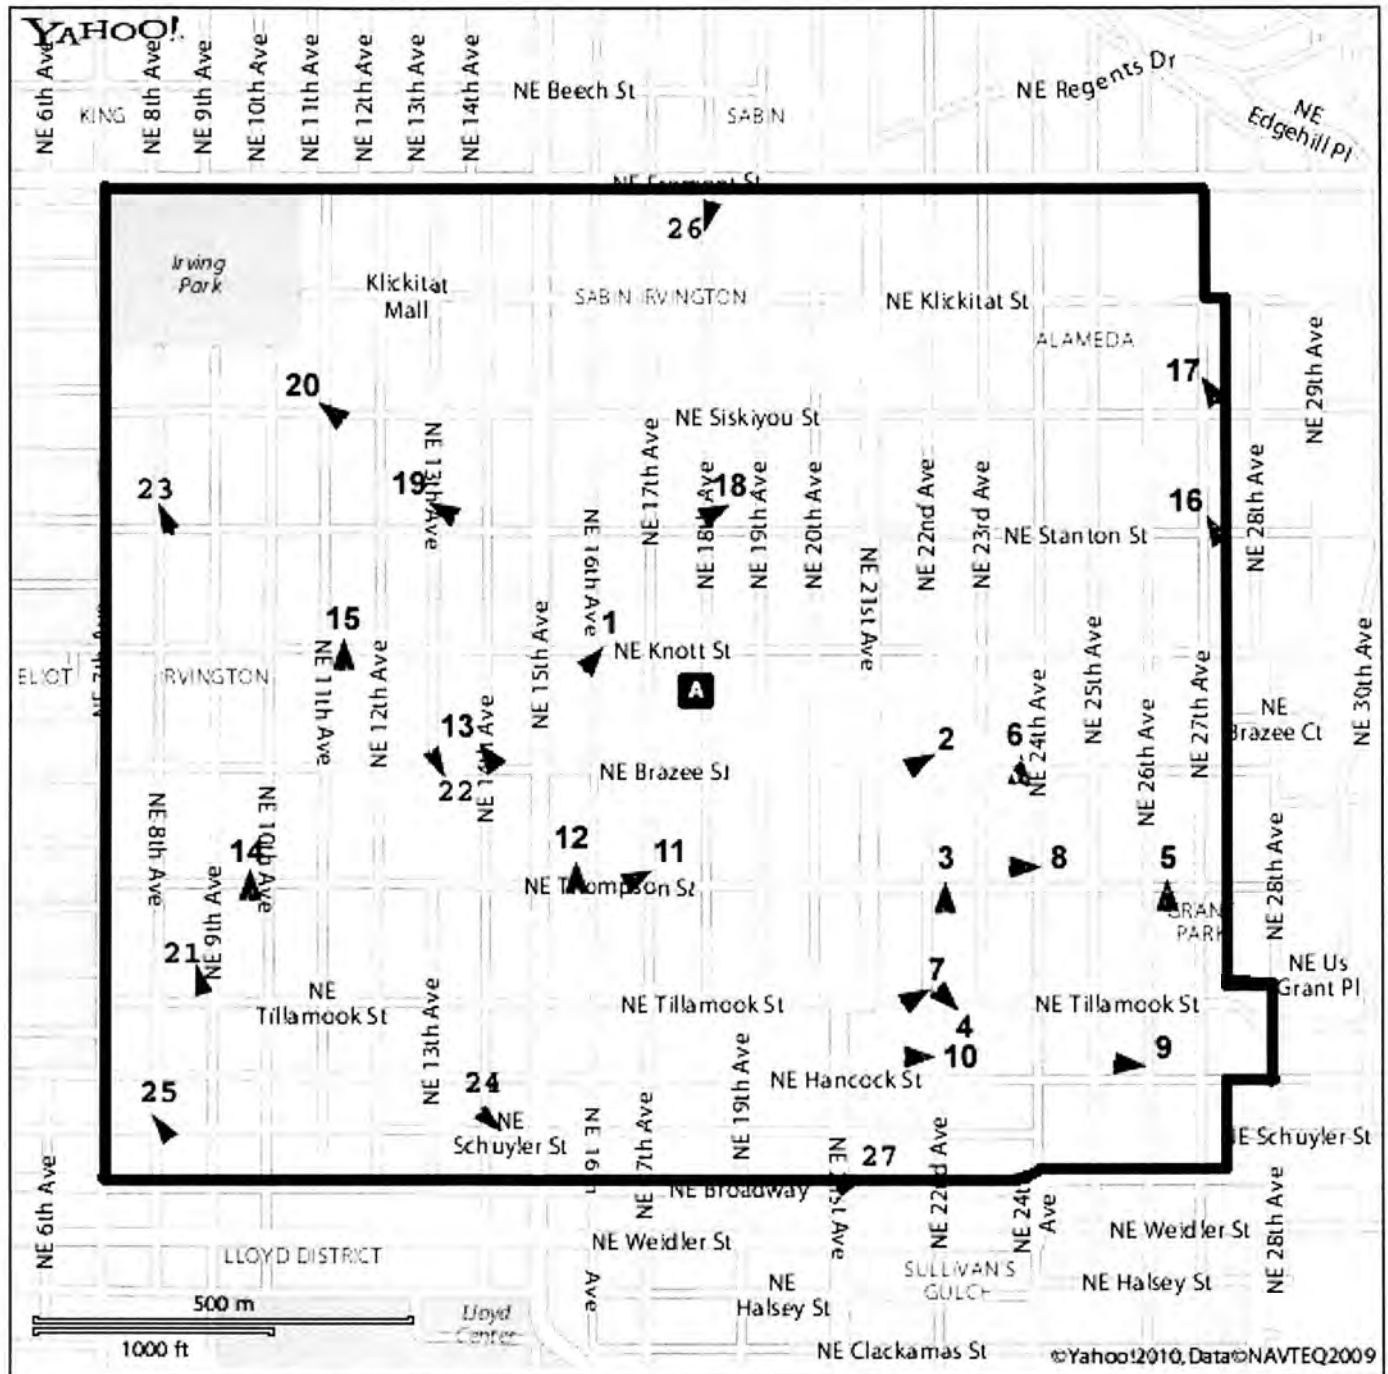 YAHOO!
NE 6th Ave
KING
NE 8th Ave
NE 9th Ave
NE 10th Ave
NE 11th Ave
NE 12th Ave
NE 13th Ave
NE 14th Ave
NE Beech St
SABIN
NE Regents Dr
NE
Edgehill Pl
NE Fremont St
26
Irving
Park
Klickitat
Mall
SABIN IRVINGTON
NE Klickitat St
ALAMEDA
17
NE 29th Ave
20
NE Siskiyou St
NE 13th Ave
NE 17th Ave
23
19
18
NE 18th Ave
NE 19th Ave
NE 20th Ave
NE 22nd Ave
NE 23rd Ave
16
NE 28th Ave
NE Stanton St
NE 16th Ave
NE 21st Ave
15
1
NE Knott St
NE 15th Ave
NE 25th Ave
NE 30th Ave
ELIOT
NE 7th Ave
IRVINGTON
NE 11th Ave
NE 12th Ave
A
NE 24th Ave
NE 27th Ave
NE
Brazee Ct
13
2
6
NE 26th Ave
22
NE Brazee St
NE 8th Ave
NE 10th Ave
14
12
11
NE Thompson St
3
8
5
NE 28th Ave
GRANT
PARK
NE 9th Ave
21
NE
Tillamook St
NE 13th Ave
NE Tillamook St
7
4
NE Tillamook St
NE Us
Grant Pl
10
9
NE 19th Ave
NE Hancock St
25
24
NE
Schuyler St
NE 16th
NE 17th Ave
27
NE 21st Ave
NE 22nd Ave
NE Schuyler St
NE 6th Ave
NE Broadway
NE 24th
Ave
NE Weidler St
NE Weidler St
NE 28th Ave
LLOYD DISTRICT
SULLIVAN'S
GULCH
NE Halsey St
Ave
NE
Halsey St
500 m
1000 ft
Lloyd
Center
NE Clackamas St
©Yahoo!2010, Data©NAVTEQ2009